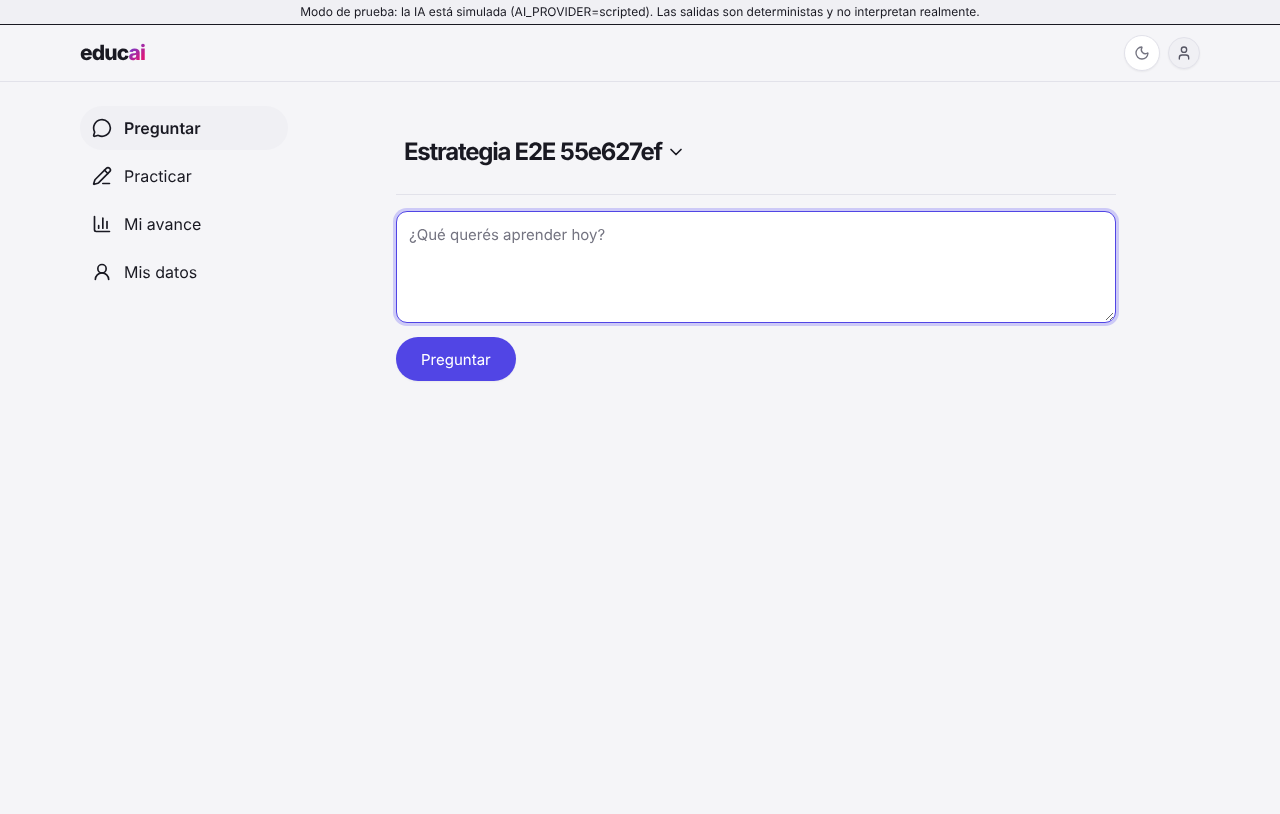 Modo de prueba: la IA está simulada (AI_PROVIDER=scripted). Las salidas son deterministas y no interpretan realmente.
educai
Preguntar
Practicar
Mi avance
Mis datos
Estrategia E2E 55e627ef
¿Qué querés aprender hoy?
Preguntar